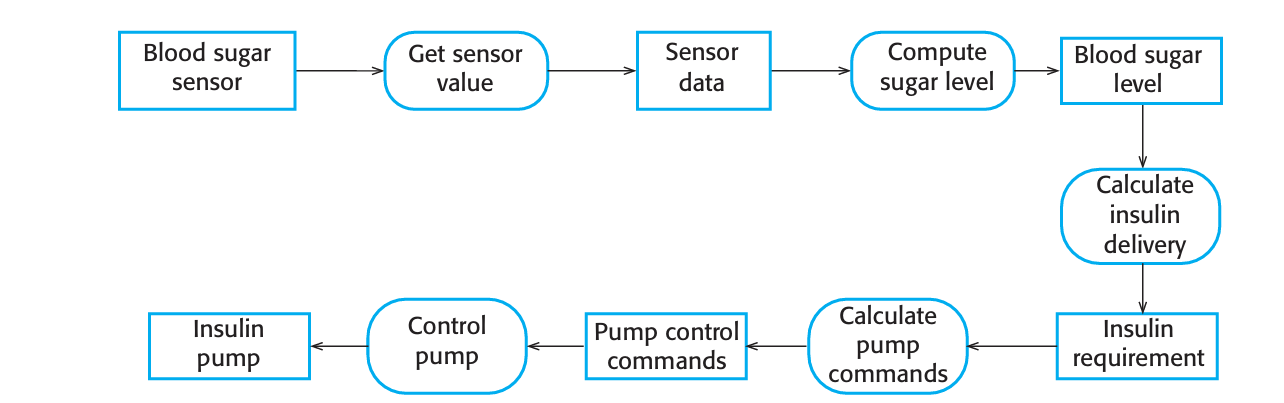 Blood sugar
sensor
Get sensor
value
Sensor
data
Compute
sugar level
Blood sugar
level
Calculate
insulin
delivery
Insulin
requirement
Calculate
pump
commands
Pump control
commands
Control
pump
Insulin
pump